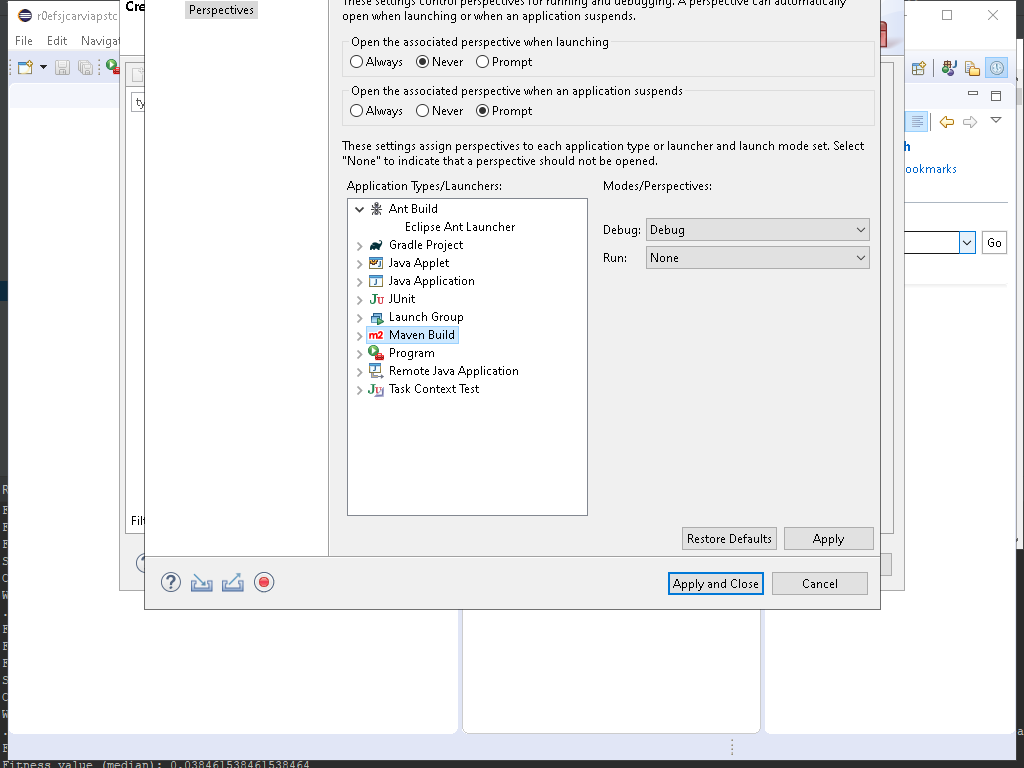 r0efsjcarviapstc
Cre
Perspectives
These settings control perspectives for running and debugging. A perspective can automatically
open when launching or when an application suspends.
File Edit Navigat
Open the associated perspective when launching
Always Never Prompt
Open the associated perspective when an application suspends
Always Never Prompt
These settings assign perspectives to each application type or launcher and launch mode set. Select
"None" to indicate that a perspective should not be opened.
Application Types/Launchers:
Modes/Perspectives:
Ant Build
Eclipse Ant Launcher
Gradle Project
Java Applet
Java Application
JUnit
Launch Group
Maven Build
Program
Remote Java Application
Task Context Test
Debug: Debug
Run: None
ookmarks
Go
Filt
Restore Defaults
Apply
Apply and Close
Cancel
Fitness value (median): 0.038461538461538464